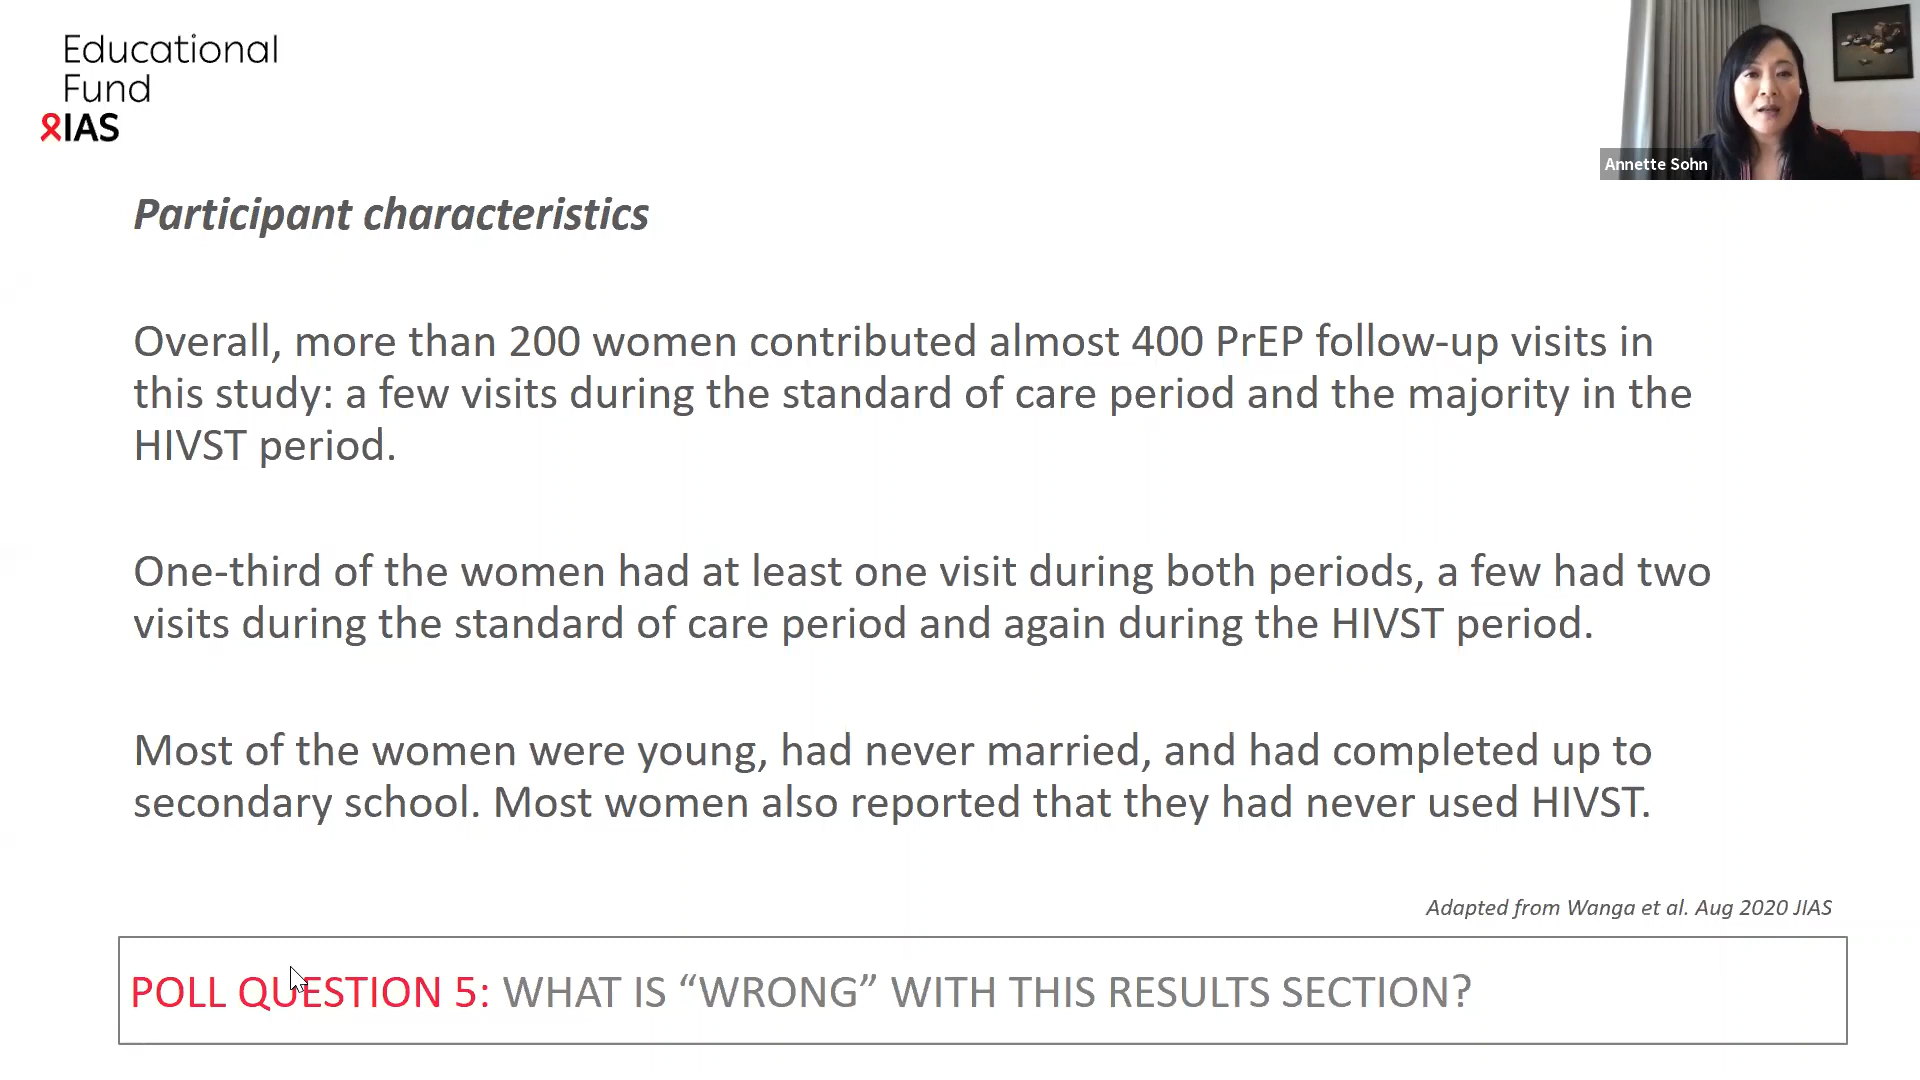 Educational
Fund
IAS
Annette Sohn
Participant characteristics
Overall, more than 200 women contributed almost 400 PrEP follow-up visits in
this study: a few visits during the standard of care period and the majority in the
HIVST period.
One-third of the women had at least one visit during both periods, a few had two
visits during the standard of care period and again during the HIVST period.
Most of the women were young, had never married, and had completed up to
secondary school. Most women also reported that they had never used HIVST.
Adapted from Wanga et al. Aug 2020 JIAS
POLL QUESTION 5: WHAT IS “WRONG” WITH THIS RESULTS SECTION?